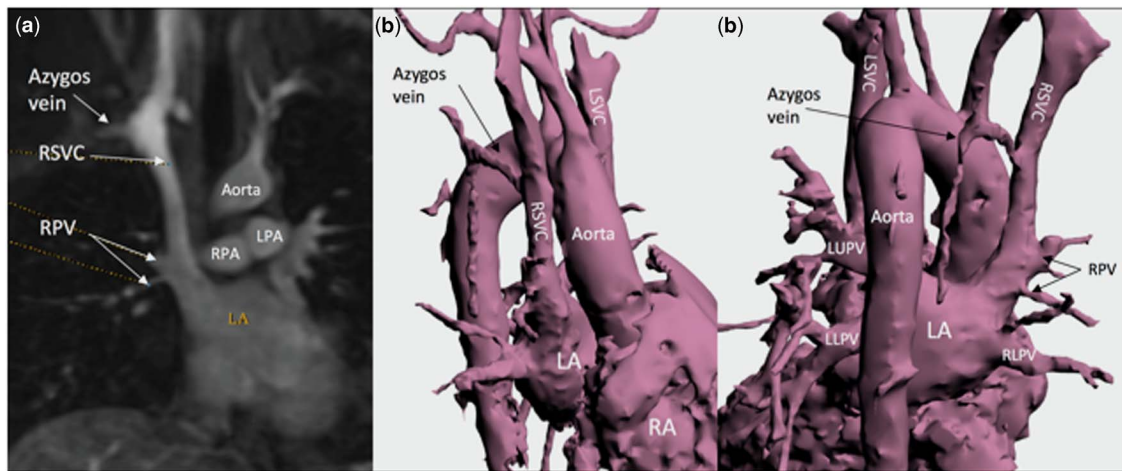 (a)
Azygos
vein
RSVC
RPV
Aorta
RPA
LPA
LA
(b)
Azygos
vein
LSVC
RSVC
Aorta
LA
RA
(b)
LSVC
RSVC
Azygos
vein
Aorta
LUPV
RPV
LA
LLPV
RLPV